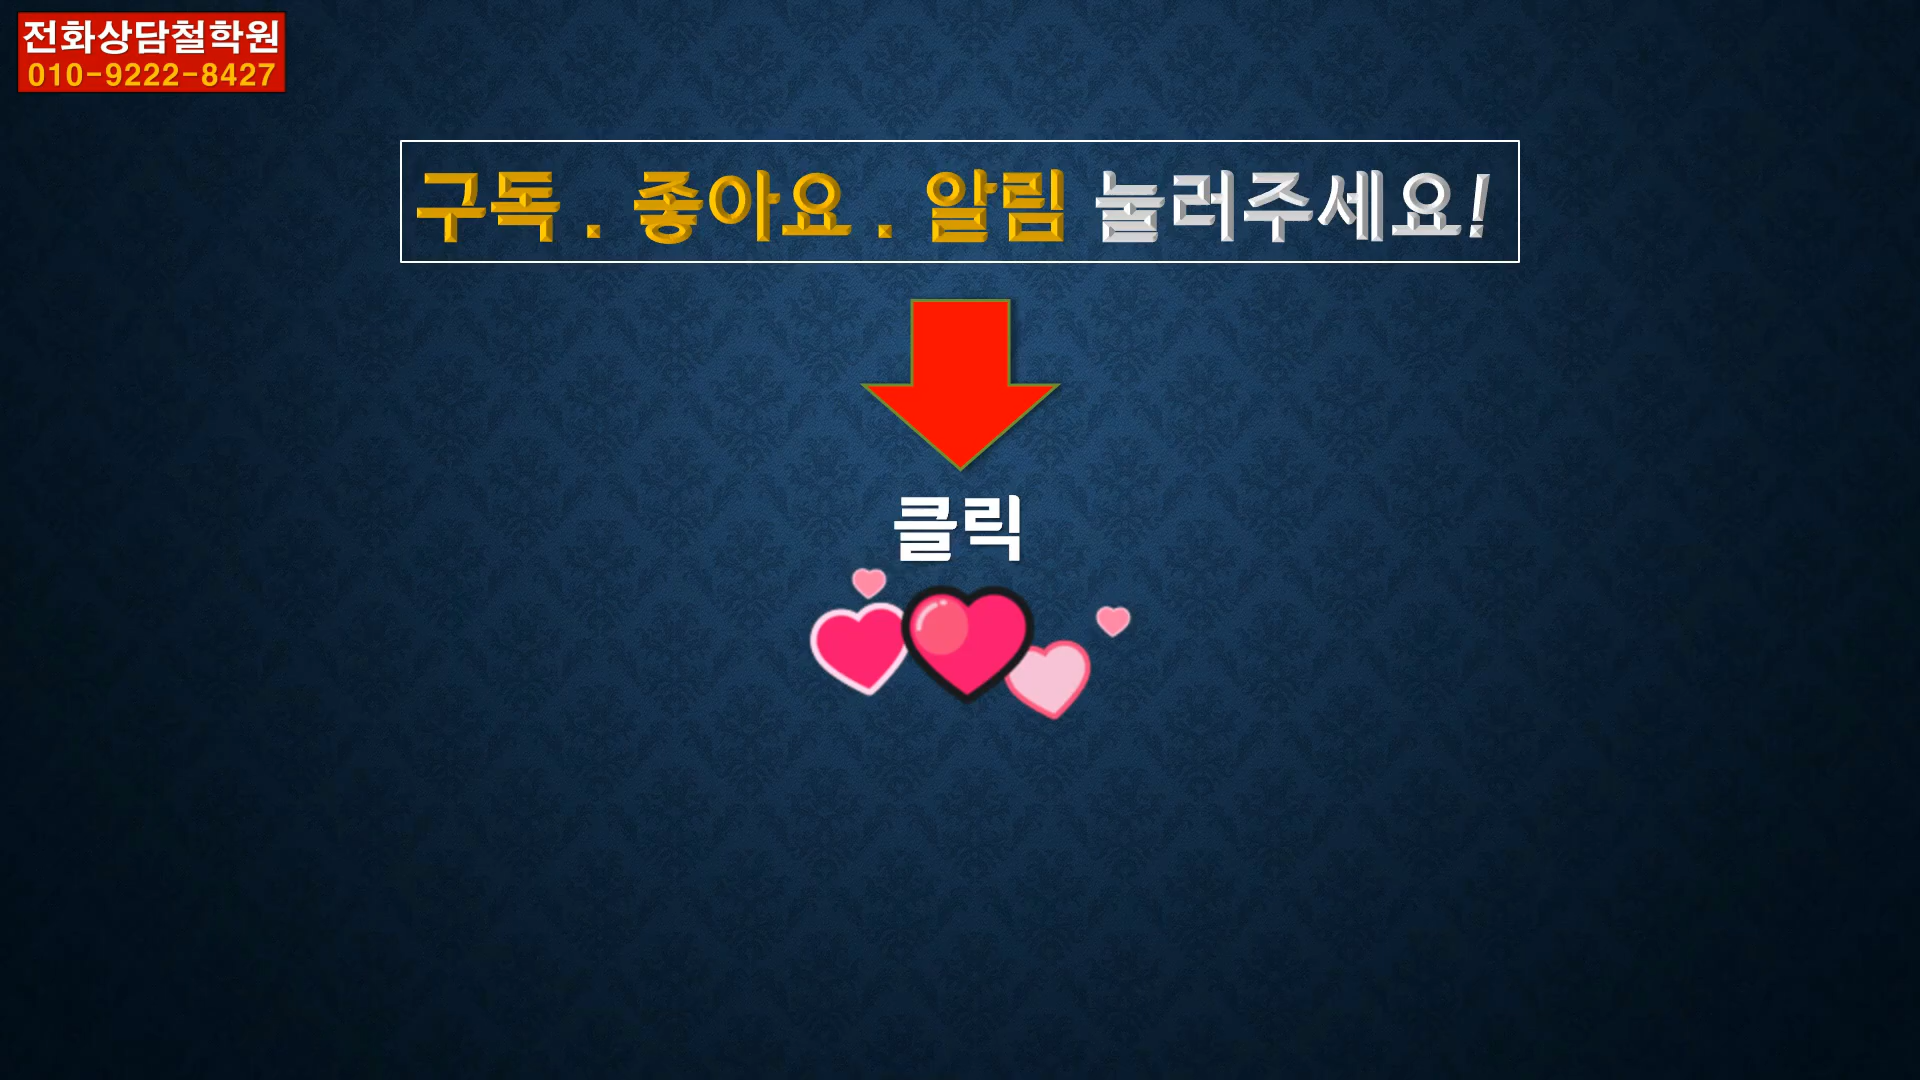 전화상담철학원
010-9222-8427
구독 . 좋아요 . 알림 눌러주세요!
클릭